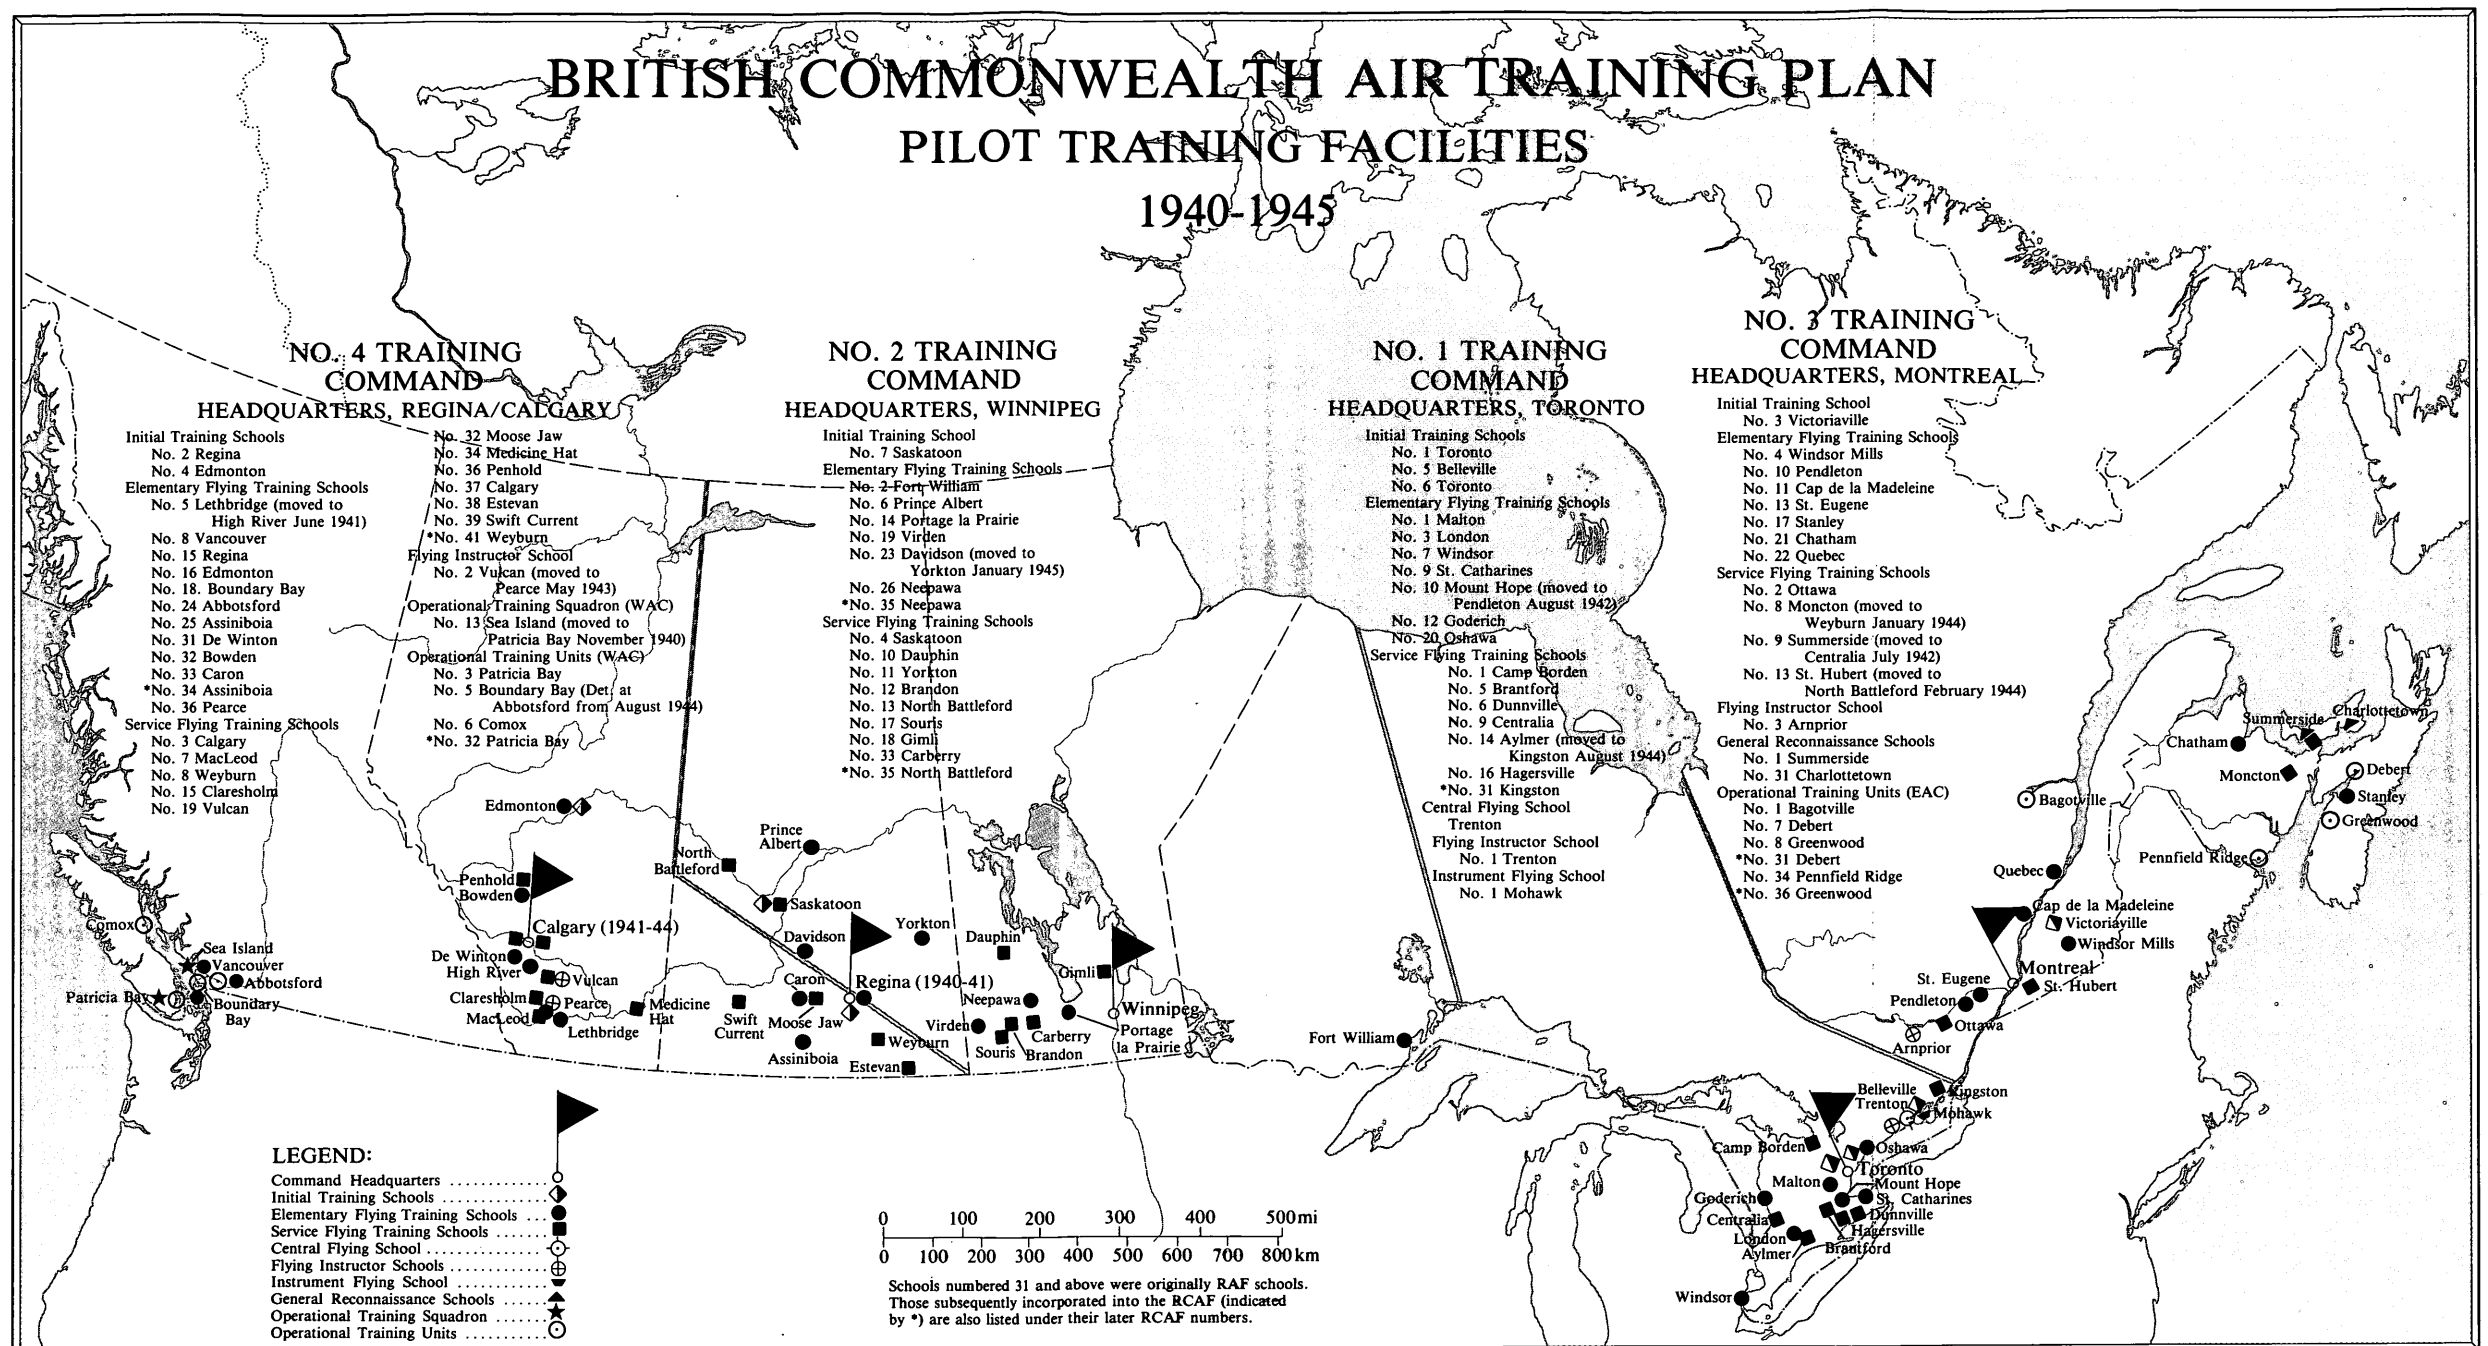 BRITISH COMMONWEALTH AIR TRAINING PLAN
PILOT TRAINING FACILITIES
1940-1945
NO. 4 TRAINING
COMMAND
HEADQUARTERS, REGINA/CALGARY
Initial Training Schools
No. 2 Regina
No. 4 Edmonton
Elementary Flying Training Schools
No. 5 Lethbridge (moved to
High River June 1941)
No. 8 Vancouver
No. 15 Regina
No. 16 Edmonton
No. 18. Boundary Bay
No. 24 Abbotsford
No. 25 Assiniboia
No. 31 De Winton
No. 32 Bowden
No. 33 Caron
*No. 34 Assiniboia
No. 36 Pearce
Service Flying Training Schools
No. 3 Calgary
No. 7 MacLeod
No. 8 Weyburn
No. 15 Claresholm
No. 19 Vulcan
No. 32 Moose Jaw
No. 34 Medicine Hat
No. 36 Penhold
No. 37 Calgary
No. 38 Estevan
No. 39 Swift Current
*No. 41 Weyburn
Flying Instructor School
No. 2 Vulcan (moved to
Pearce May 1943)
Operational Training Squadron (WAC)
No. 13 Sea Island (moved to
Patricia Bay November 1940)
Operational Training Units (WAC)
No. 3 Patricia Bay
No. 5 Boundary Bay (Det. at
Abbotsford from August 1944)
No. 6 Comox
*No. 32 Patricia Bay
NO. 2 TRAINING
COMMAND
HEADQUARTERS, WINNIPEG
Initial Training School
No. 7 Saskatoon
Elementary Flying Training Schools
No. 2 Fort William
No. 6 Prince Albert
No. 14 Portage la Prairie
No. 19 Virden
No. 23 Davidson (moved to
Yorkton January 1945)
No. 26 Neepawa
*No. 35 Neepawa
Service Flying Training Schools
No. 4 Saskatoon
No. 10 Dauphin
No. 11 Yorkton
No. 12 Brandon
No. 13 North Battleford
No. 17 Souris
No. 18 Gimli
No. 33 Carberry
*No. 35 North Battleford
NO. 1 TRAINING
COMMAND
HEADQUARTERS, TORONTO
Initial Training Schools
No. 1 Toronto
No. 5 Belleville
No. 6 Toronto
Elementary Flying Training Schools
No. 1 Malton
No. 3 London
No. 7 Windsor
No. 9 St. Catharines
No. 10 Mount Hope (moved to
Pendleton August 1942)
No. 12 Goderich
No. 20 Oshawa
Service Flying Training Schools
No. 1 Camp Borden
No. 5 Brantford
No. 6 Dunnville
No. 9 Centralia
No. 14 Aylmer (moved to
Kingston August 1944)
No. 16 Hagersville
*No. 31 Kingston
Central Flying School
Trenton
Flying Instructor School
No. 1 Trenton
Instrument Flying School
No. 1 Mohawk
NO. 3 TRAINING
COMMAND
HEADQUARTERS, MONTREAL
Initial Training School
No. 3 Victoriaville
Elementary Flying Training Schools
No. 4 Windsor Mills
No. 10 Pendleton
No. 11 Cap de la Madeleine
No. 13 St. Eugene
No. 17 Stanley
No. 21 Chatham
No. 22 Quebec
Service Flying Training Schools
No. 2 Ottawa
No. 8 Moncton (moved to
Weyburn January 1944)
No. 9 Summerside (moved to
Centralia July 1942)
No. 13 St. Hubert (moved to
North Battleford February 1944)
Flying Instructor School
No. 3 Arnprior
General Reconnaissance Schools
No. 1 Summerside
No. 31 Charlottetown
Operational Training Units (EAC)
No. 1 Bagotville
No. 7 Debert
No. 8 Greenwood
*No. 31 Debert
No. 34 Pennfield Ridge
*No. 36 Greenwood
Edmonton
Penhold
Bowden
Calgary (1941-44)
De Winton
High River
Vulcan
Claresholm
Pearce
MacLeod
Lethbridge
Medicine
Hat
Comox
Sea Island
Vancouver
Abbotsford
Patricia Bay
Boundary
Bay
Prince
Albert
North
Battleford
Saskatoon
Davidson
Yorkton
Caron
Regina (1940-41)
Swift
Current
Moose Jaw
Assiniboia
Weyburn
Estevan
Dauphin
Gimli
Neepawa
Virden
Souris
Brandon
Carberry
Winnipeg
Portage
la Prairie
Fort William
Summerside
Charlottetown
Chatham
Moncton
Debert
Stanley
Greenwood
Bagotville
Pennfield Ridge
Quebec
Cap de la Madeleine
Victoriaville
Windsor Mills
Montreal
St. Hubert
St. Eugene
Pendleton
Ottawa
Arnprior
Belleville
Trenton
Kingston
Mohawk
Camp Borden
Oshawa
Toronto
Malton
Mount Hope
St. Catharines
Goderich
Dunnville
Centralia
Hagersville
London
Brantford
Aylmer
Windsor
LEGEND:
Command Headquarters ............
Initial Training Schools ............
Elementary Flying Training Schools ...
Service Flying Training Schools .......
Central Flying School ...............
Flying Instructor Schools ............
Instrument Flying School ...........
General Reconnaissance Schools ......
Operational Training Squadron .......
Operational Training Units ..........
0 100 200 300 400 500 mi
100 200 300 400 500 600 700 800 km
Schools numbered 31 and above were originally RAF schools.
Those subsequently incorporated into the RCAF (indicated
by *) are also listed under their later RCAF numbers.